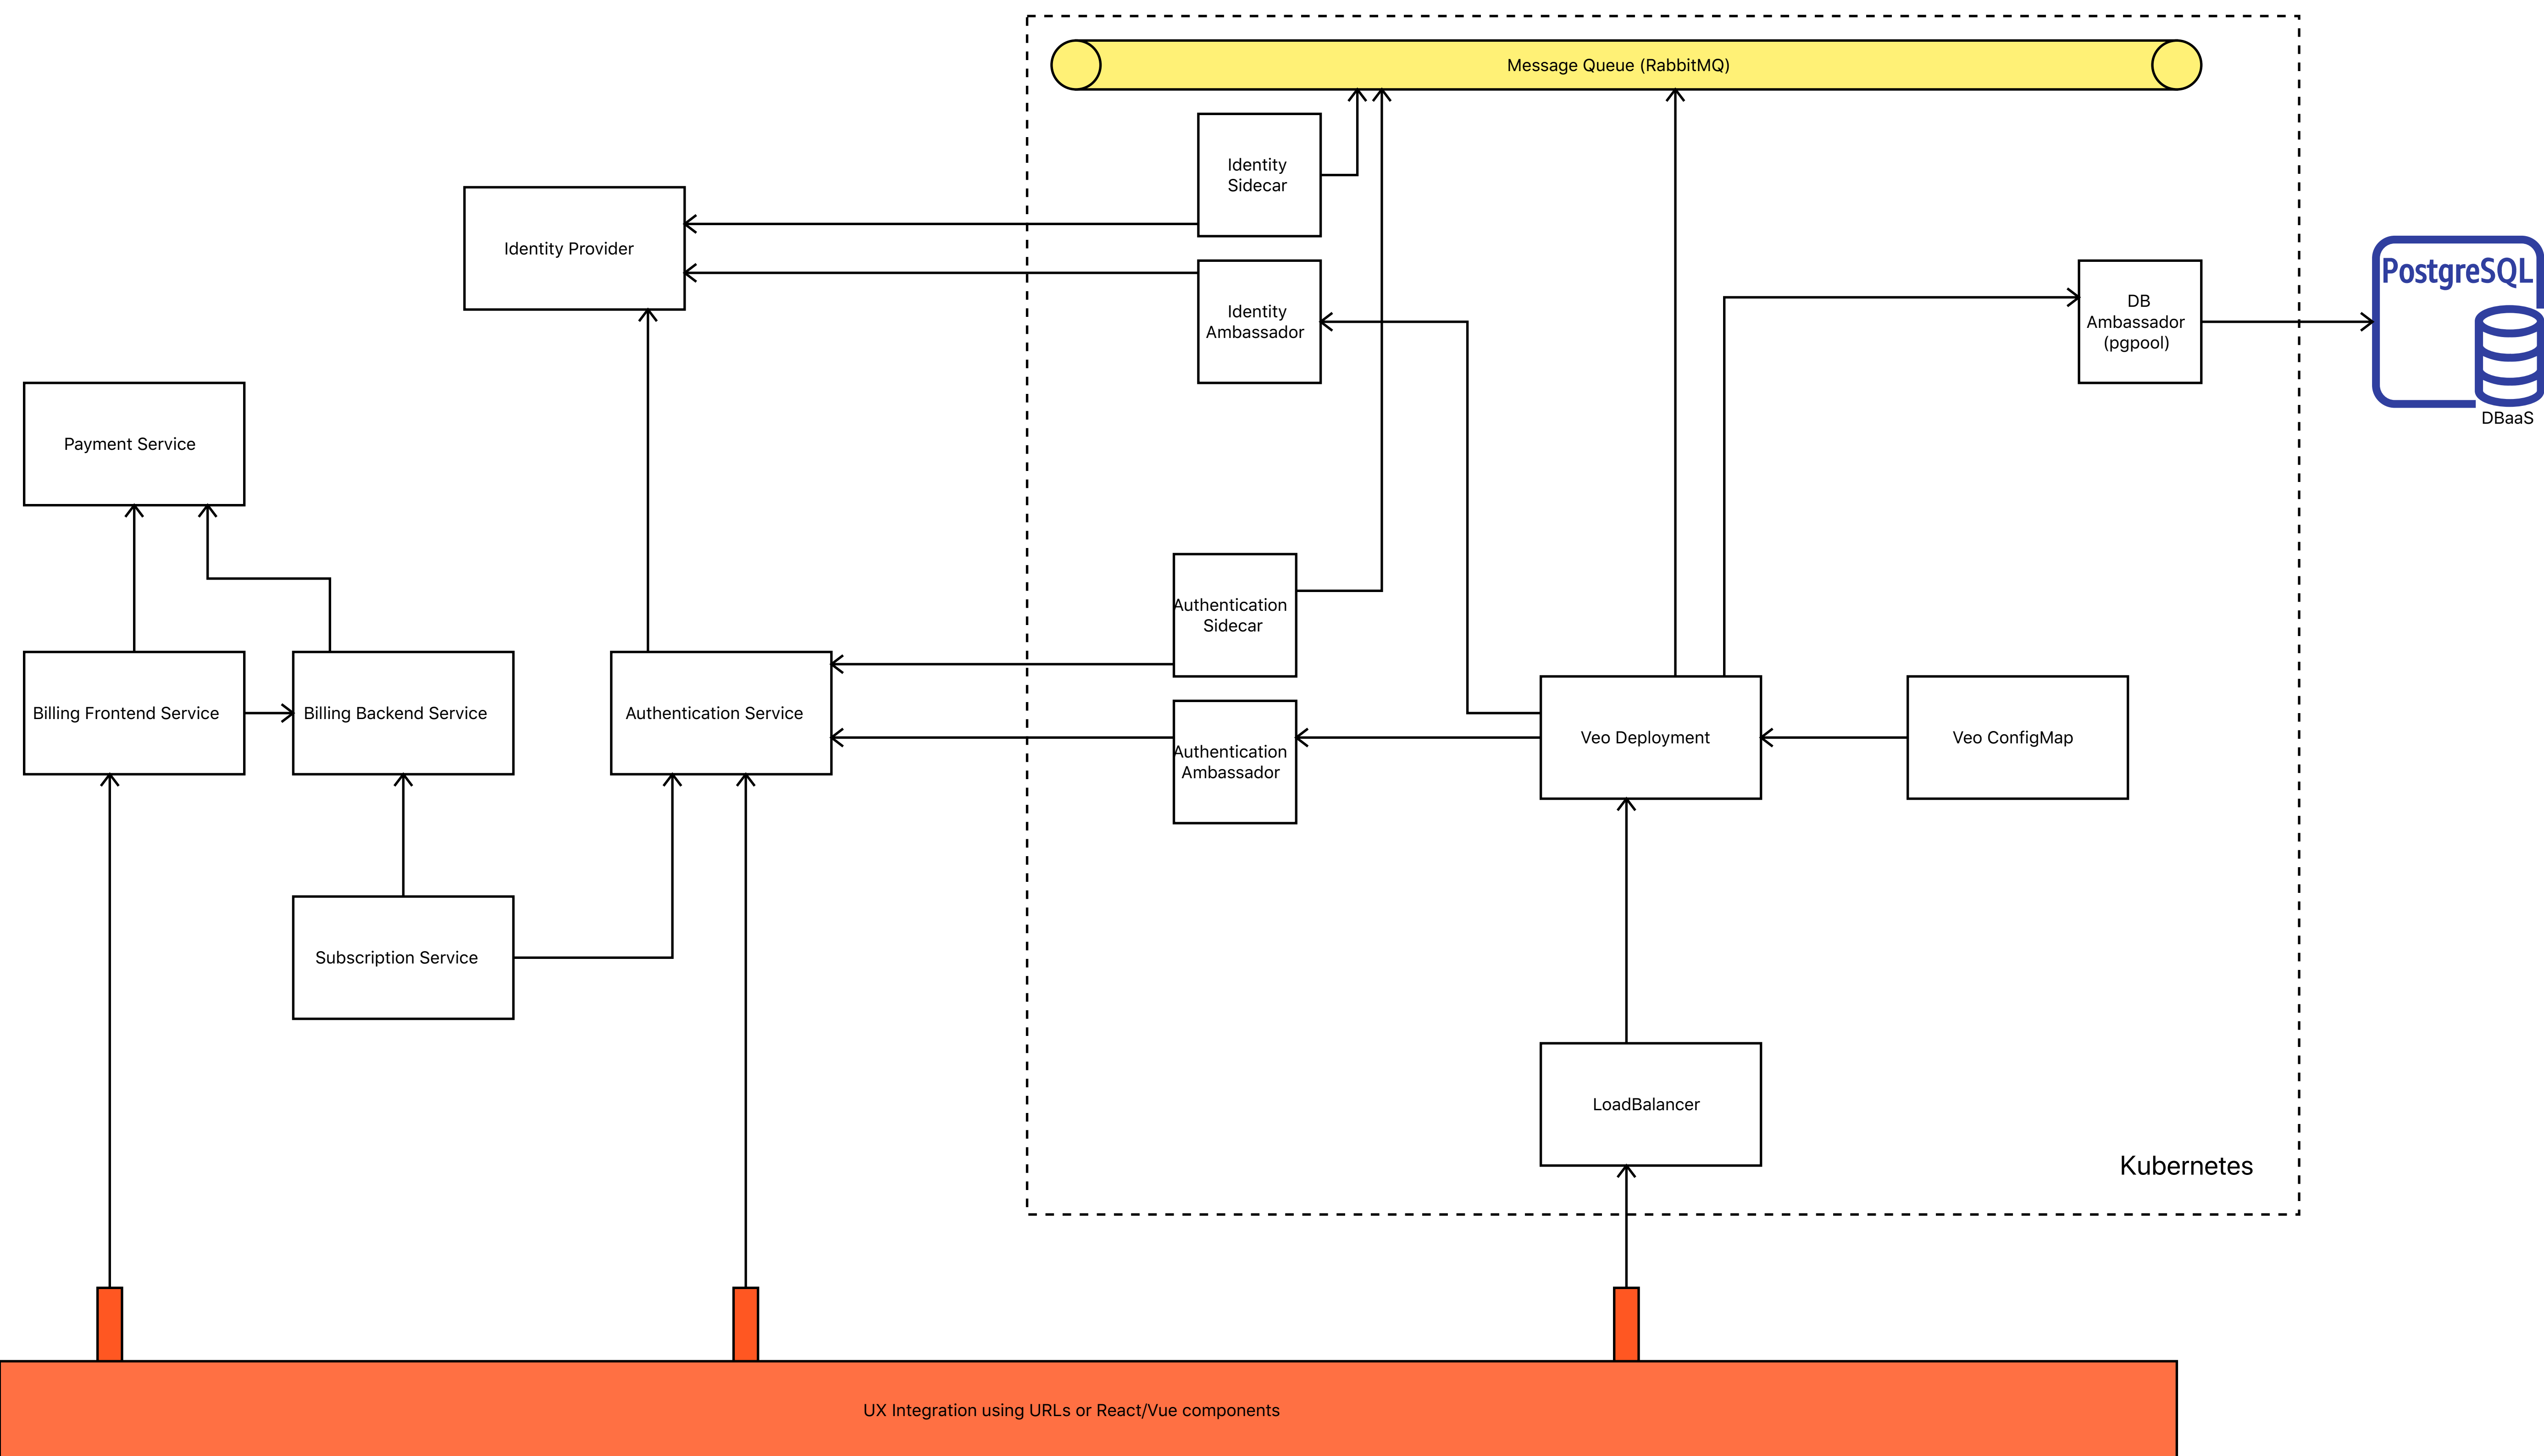 Message Queue (RabbitMQ)
Identity
Sidecar
Identity Provider
Identity
Ambassador
DB
Ambassador
(pgpool)
PostgreSQL
DBaaS
Payment Service
Authentication
Sidecar
Billing Frontend Service
Billing Backend Service
Authentication Service
Authentication
Ambassador
Veo Deployment
Veo ConfigMap
Subscription Service
LoadBalancer
Kubernetes
UX Integration using URLs or React/Vue components